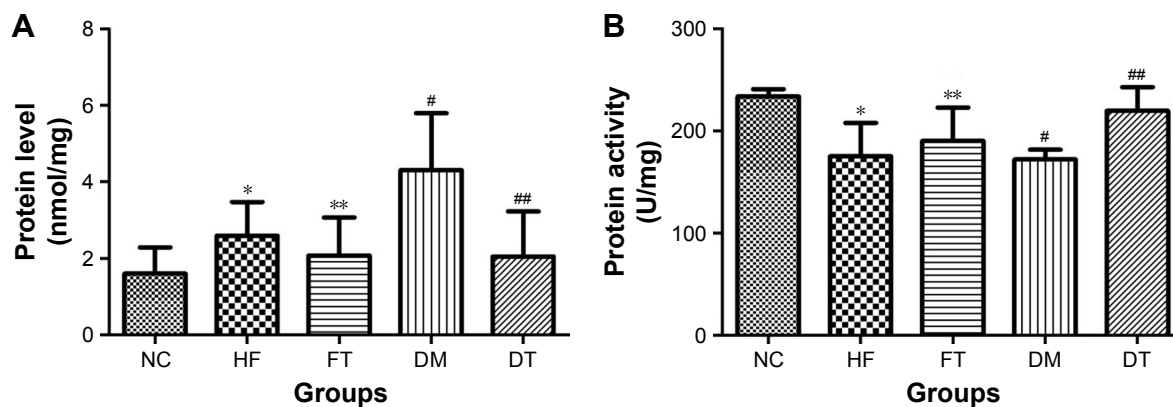 A
Protein level
(nmol/mg)
8
6
4
2
0
*
**
#
##
NC HF FT DM DT
Groups
B
Protein activity
(U/mg)
300
200
100
0
*
**
#
##
NC HF FT DM DT
Groups